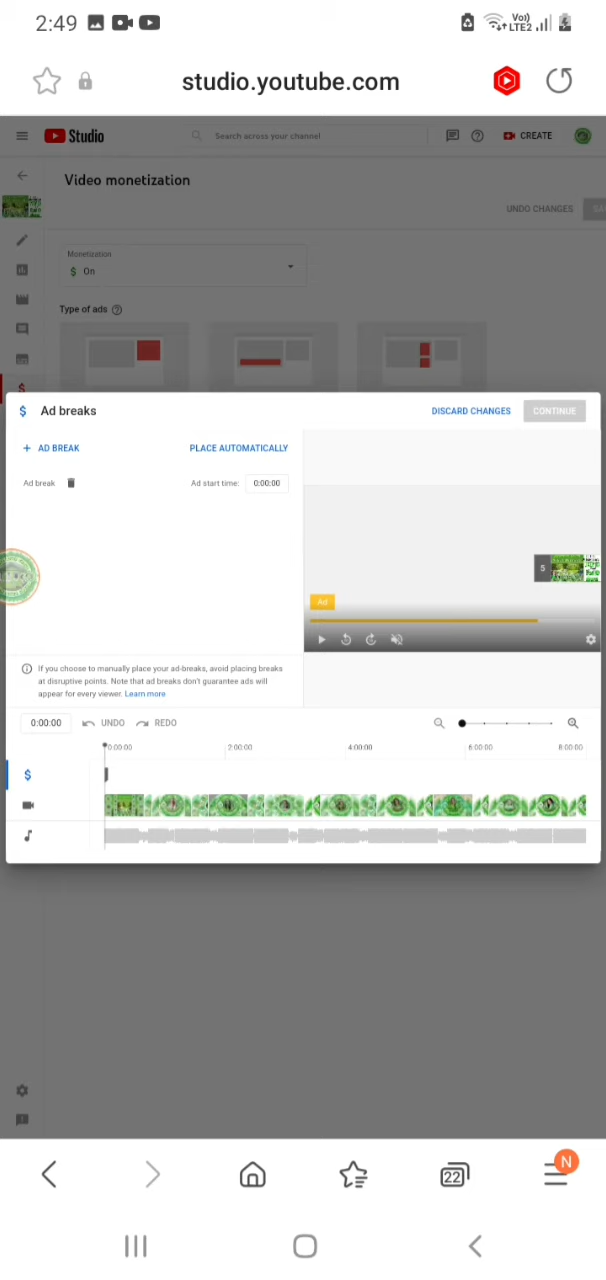 2:49
Vo)
LTE2
studio.youtube.com
Studio
Search across your channel
CREATE
Video monetization
UNDO CHANGES
Monetization
$ On
Type of ads
$ Ad breaks
DISCARD CHANGES
CONTINUE
+ AD BREAK
PLACE AUTOMATICALLY
Ad break
Ad start time:
0:00:00
5
Ad
If you choose to manually place your ad-breaks, avoid placing breaks
at disruptive points. Note that ad breaks don't guarantee ads will
appear for every viewer. Learn more
0:00:00
UNDO
REDO
0:00:00
2:00:00
4:00:00
6:00:00
8:00:00
$
22
N